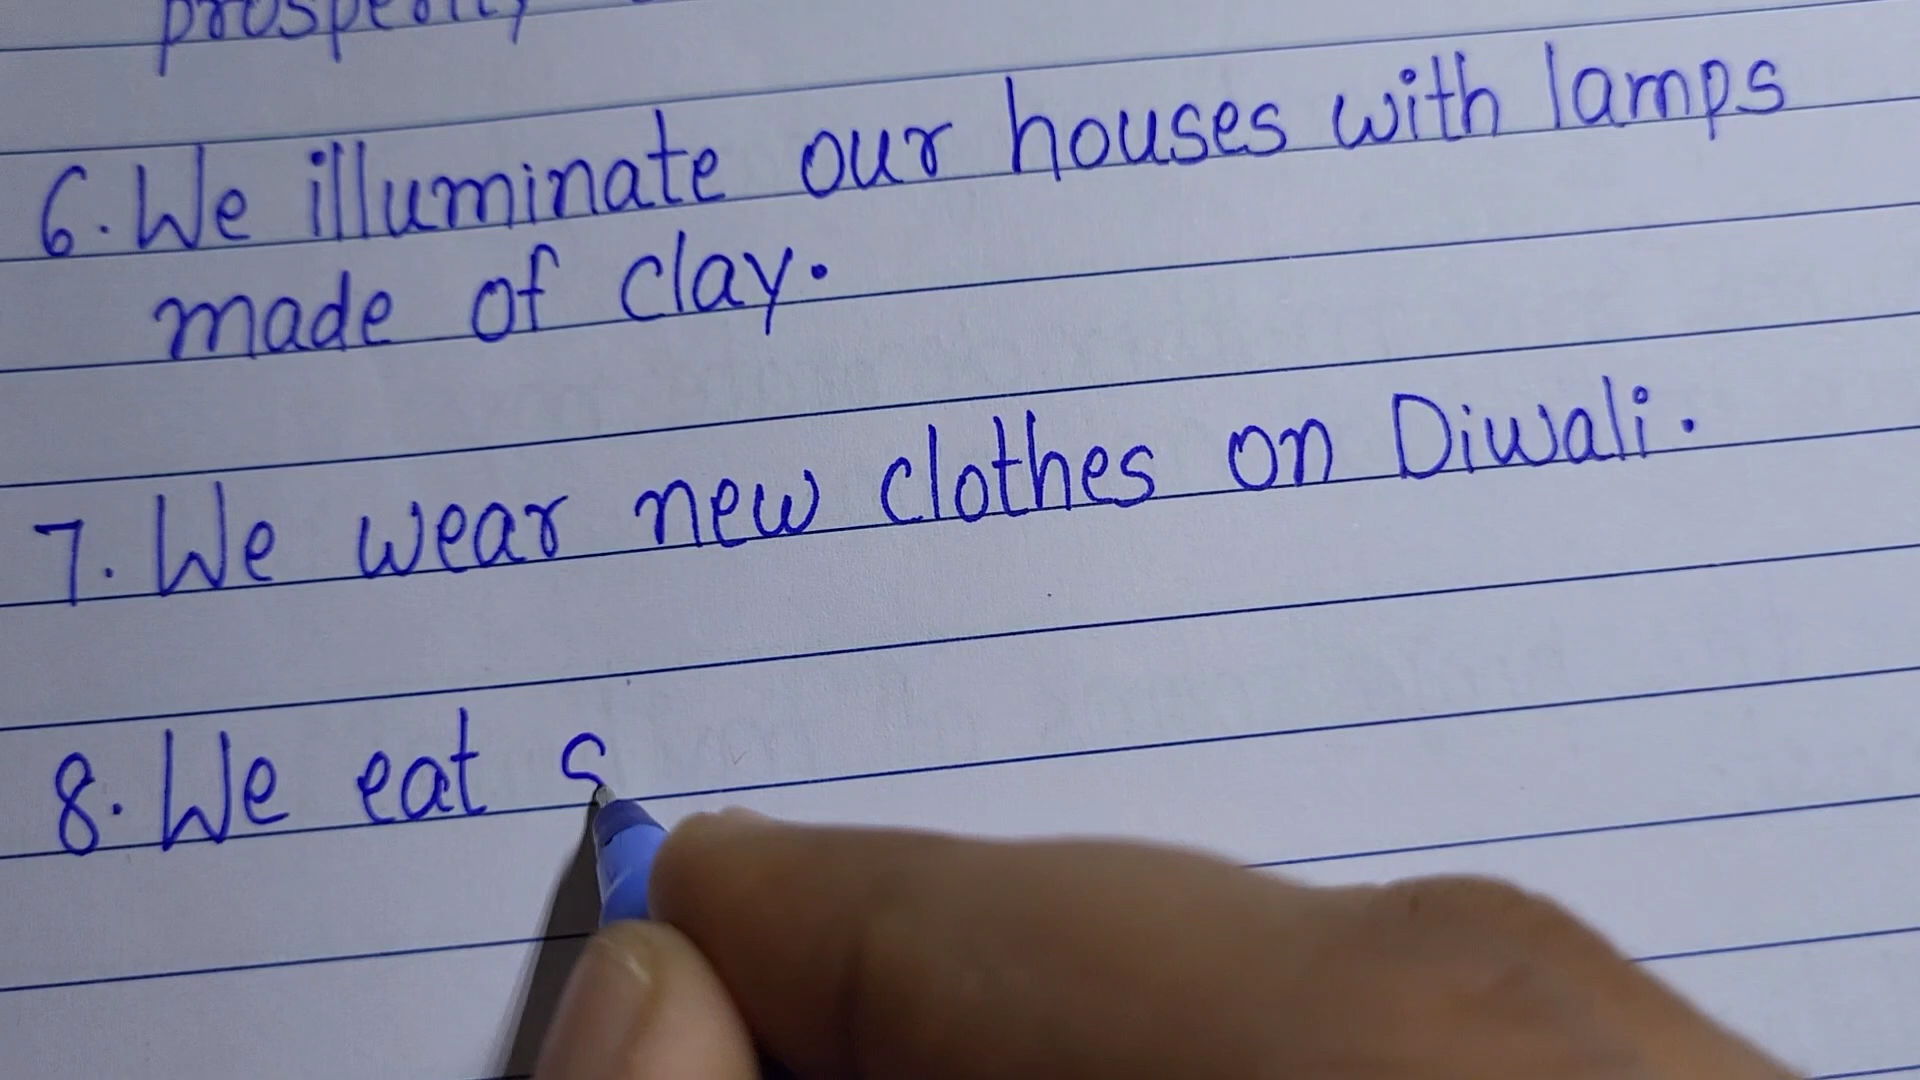 prosperity
6. We illuminate our houses with lamps
made of clay.
7. We wear new clothes on Diwali.
8. We eat s